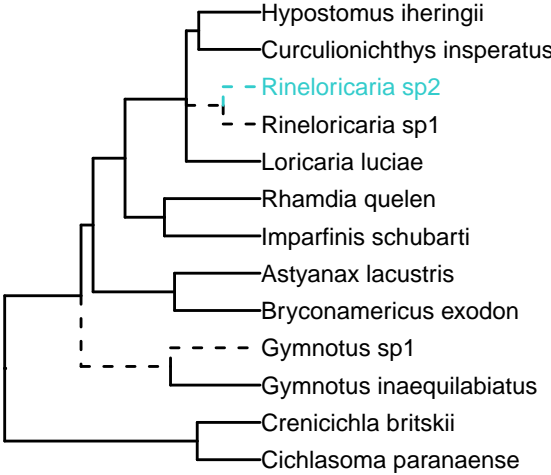 Hypostomus iheringii
Curculionichthys insperatus
Rineloricaria sp2
Rineloricaria sp1
Loricaria luciae
Rhamdia quelen
Imparfinis schubarti
Astyanax lacustris
Bryconamericus exodon
Gymnotus sp1
Gymnotus inaequilabiatus
Crenicichla britskii
Cichlasoma paranaense